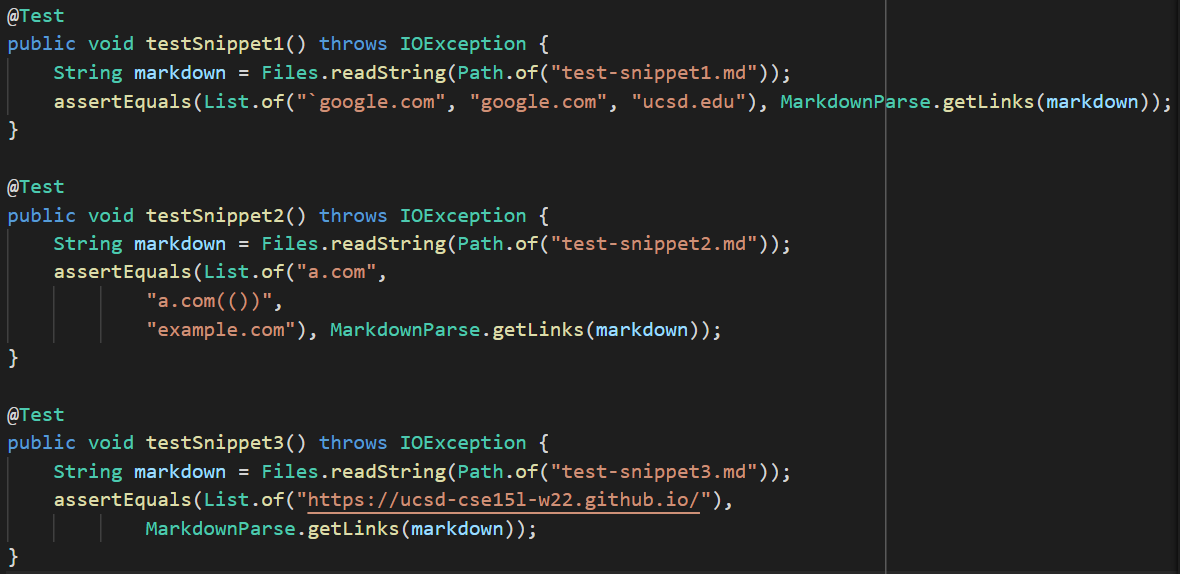 @Test
public void testSnippet1() throws IOException {
    String markdown = Files.readString(Path.of("test-snippet1.md"));
    assertEquals(List.of("`google.com", "google.com", "ucsd.edu"), MarkdownParse.getLinks(markdown));
}

@Test
public void testSnippet2() throws IOException {
    String markdown = Files.readString(Path.of("test-snippet2.md"));
    assertEquals(List.of("a.com",
            "a.com(())",
            "example.com"), MarkdownParse.getLinks(markdown));
}

@Test
public void testSnippet3() throws IOException {
    String markdown = Files.readString(Path.of("test-snippet3.md"));
    assertEquals(List.of("https://ucsd-cse15l-w22.github.io/"),
            MarkdownParse.getLinks(markdown));
}